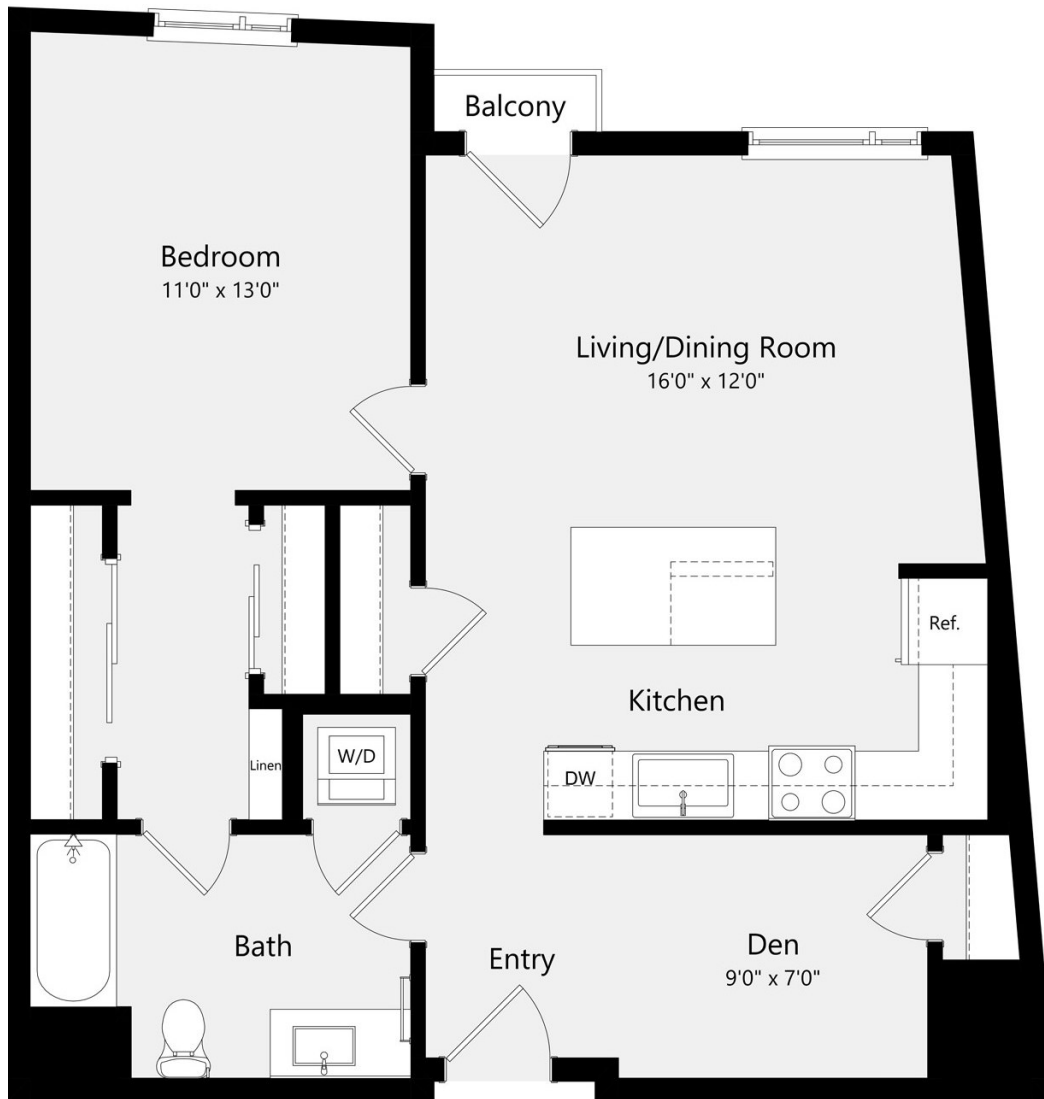 Balcony
Bedroom
11'0" x 13'0"
Living/Dining Room
16'0" x 12'0"
Ref.
Kitchen
W/D
Linen
DW
Bath
Entry
Den
9'0" x 7'0"